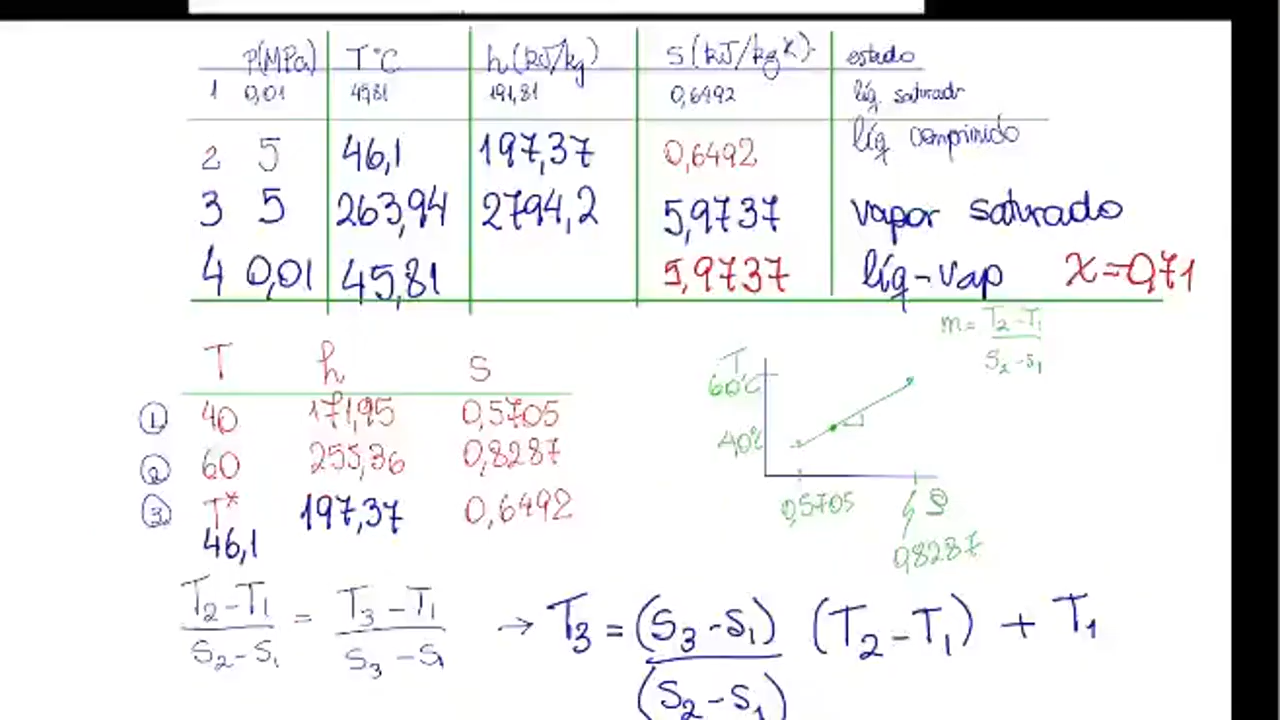 P(MPa) T°C h(kJ/kg) s(kJ/kgK) estado
1 0,01 45,81 191,81 0,6492 líq. saturado
2 5 46,1 197,37 0,6492 líq comprimido
3 5 263,94 2794,2 5,9737 vapor saturado
4 0,01 45,81 5,9737 líq-vap x=0,71
m= T2-T1
S2-S1
T h S
1 40 171,95 0,5705
2 60 255,36 0,8287
3 T* 197,37 0,6492
46,1
T
60°C
40°C
0,5705 S
0,8287
T2-T1 = T3-T1 → T3 = (S3-S1) (T2-T1) + T1
S2-S1 S3-S1 (S2-S1)